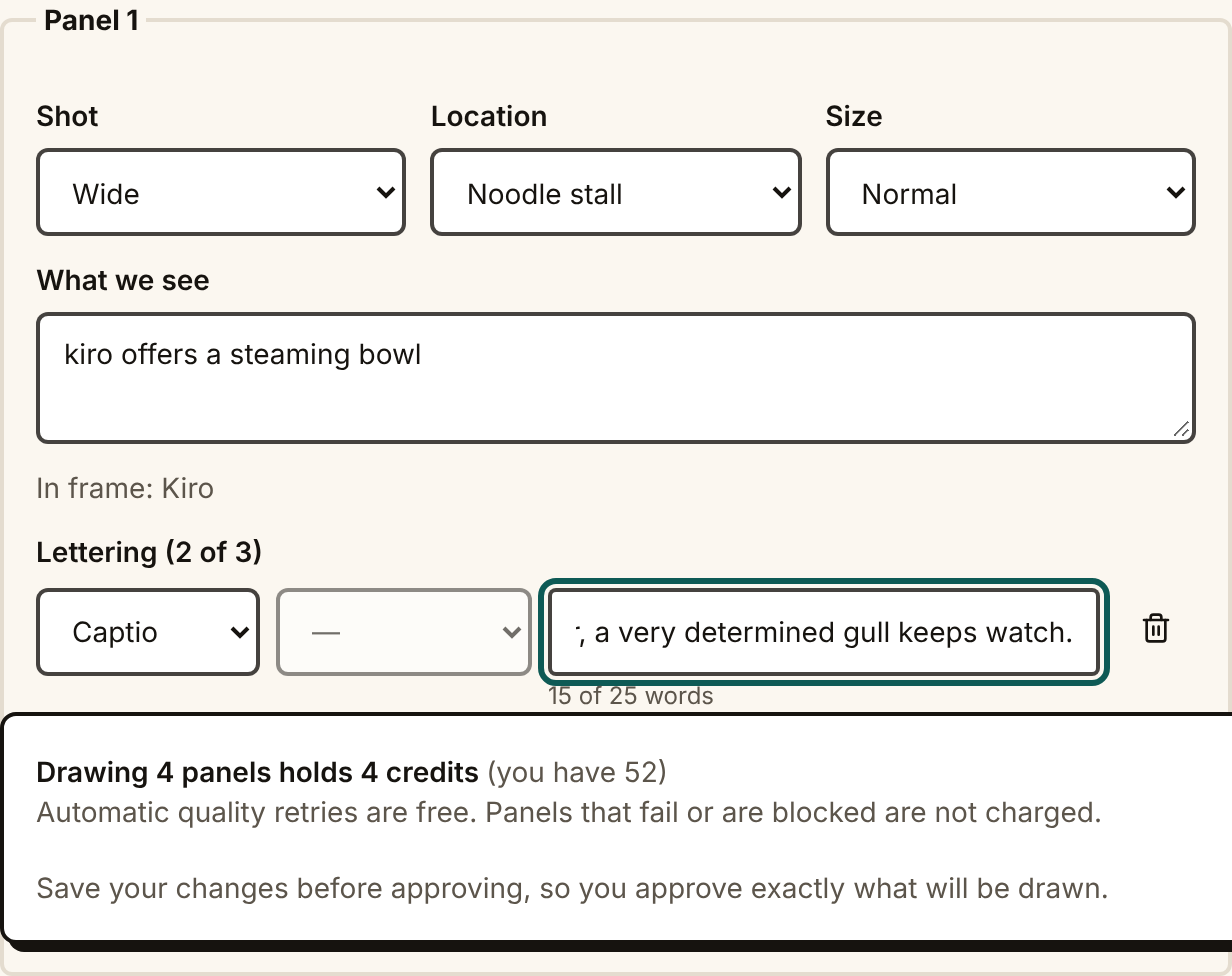 Panel 1
Shot Location Size
Wide Noodle stall Normal
What we see
kiro offers a steaming bowl
In frame: Kiro
Lettering (2 of 3)
Captio — , a very determined gull keeps watch.
15 of 25 words
Drawing 4 panels holds 4 credits (you have 52)
Automatic quality retries are free. Panels that fail or are blocked are not charged.
Save your changes before approving, so you approve exactly what will be drawn.